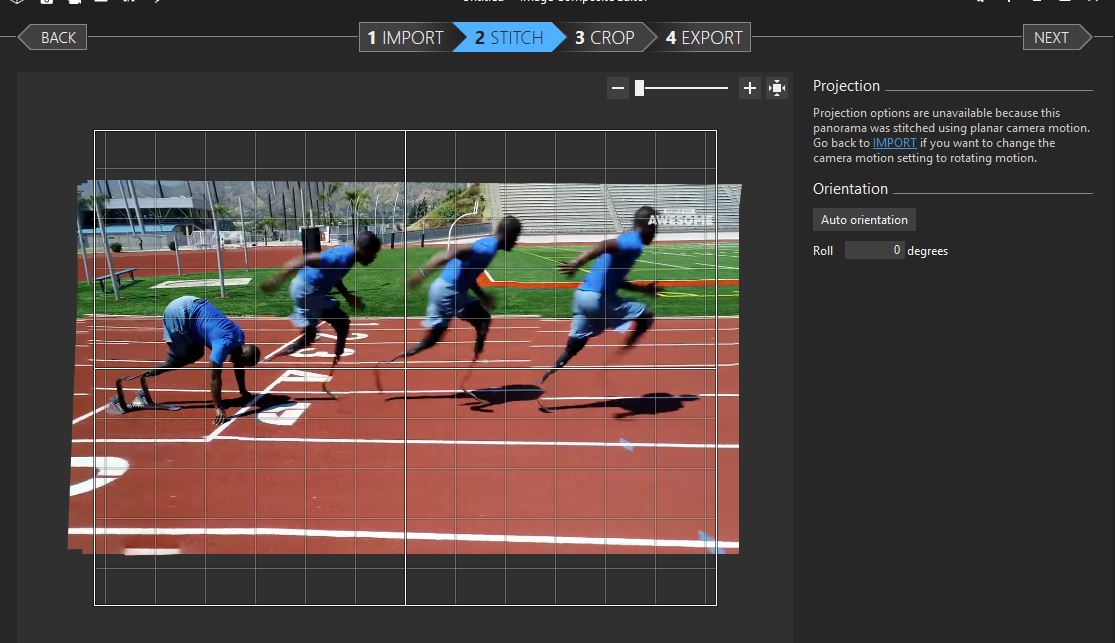 BACK
1 IMPORT
2 STITCH
3 CROP
4 EXPORT
NEXT
Projection
Projection options are unavailable because this
panorama was stitched using planar camera motion.
Go back to IMPORT if you want to change the
camera motion setting to rotating motion.
Orientation
Auto orientation
Roll 0 degrees
AWESOME